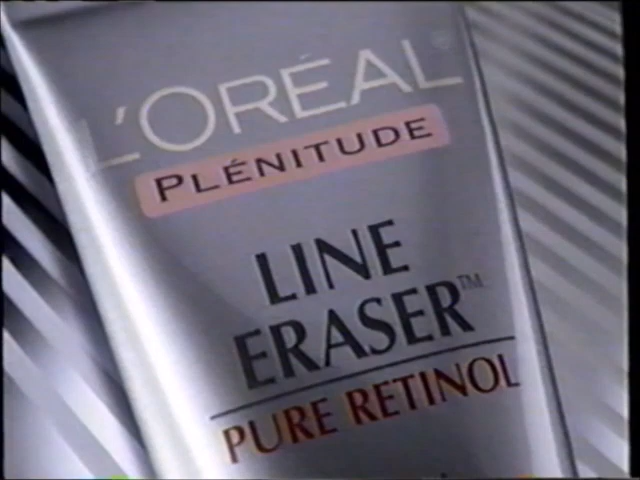 L'ORÉAL®
PLÉNITUDE
LINE
ERASER™
PURE RETINOL